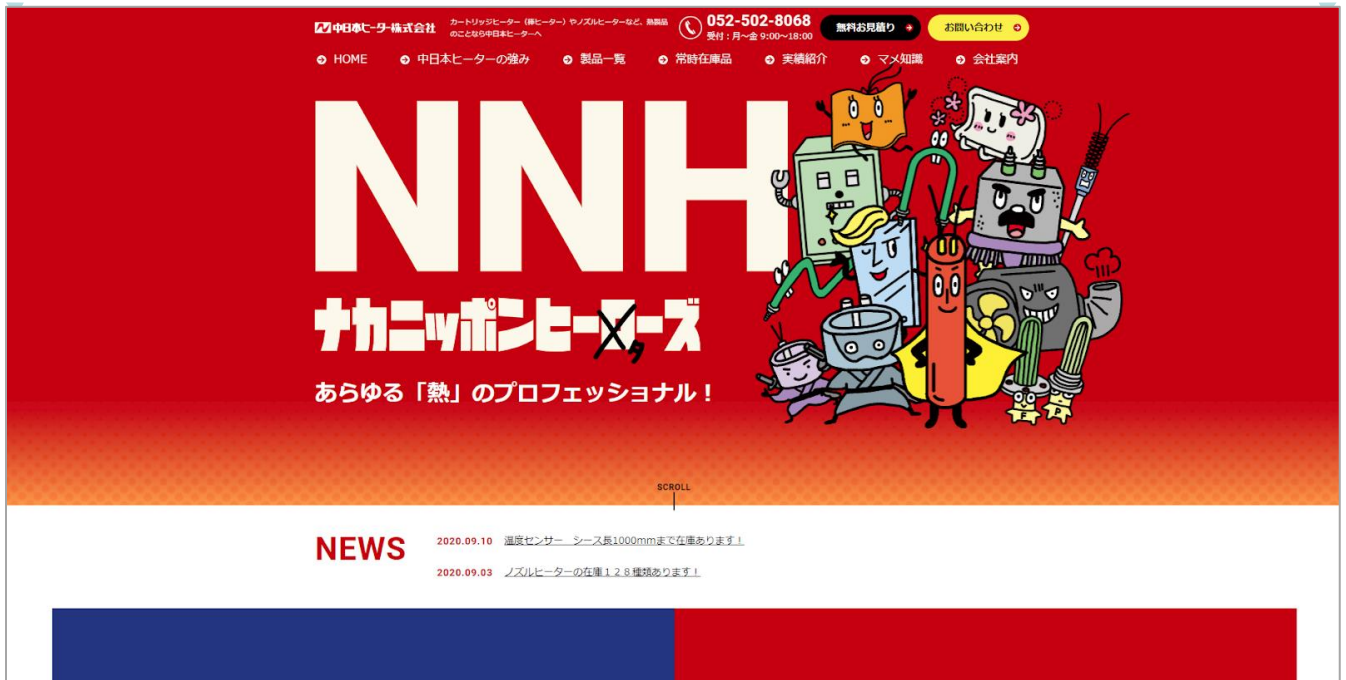 中日本ヒーター株式会社
カートリッジヒーター（棒ヒーター）やノズルヒーターなど、熱製品
のことなら中日本ヒーターへ
052-502-8068
受付：月～金 9:00～18:00
無料お見積り
お問い合わせ
HOME 中日本ヒーターの強み 製品一覧 常時在庫品 実績紹介 マメ知識 会社案内
NNH
ナカニッポンヒーローズ
タ
あらゆる「熱」のプロフェッショナル！
F P
SCROLL
NEWS
2020.09.10 温度センサー　シース長1000mmまで在庫あります！
2020.09.03 ノズルヒーターの在庫１２８種類あります！